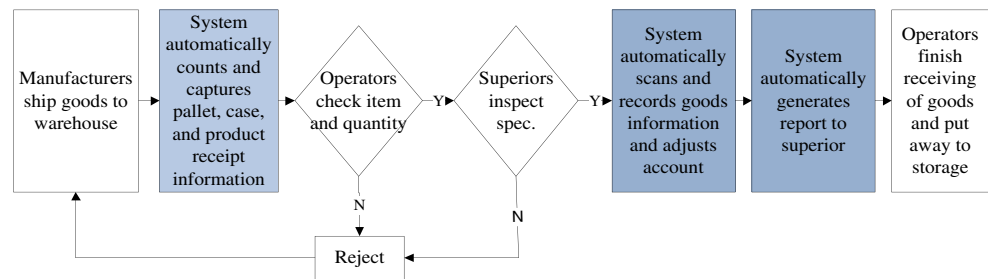 Manufacturers
ship goods to
warehouse
System
automatically
counts and
captures
pallet, case,
and product
receipt
information
Operators
check item
and quantity
Y
Superiors
inspect
spec.
Y
System
automatically
scans and
records goods
information
and adjusts
account
System
automatically
generates
report to
superior
Operators
finish
receiving
of goods
and put
away to
storage
N
N
Reject